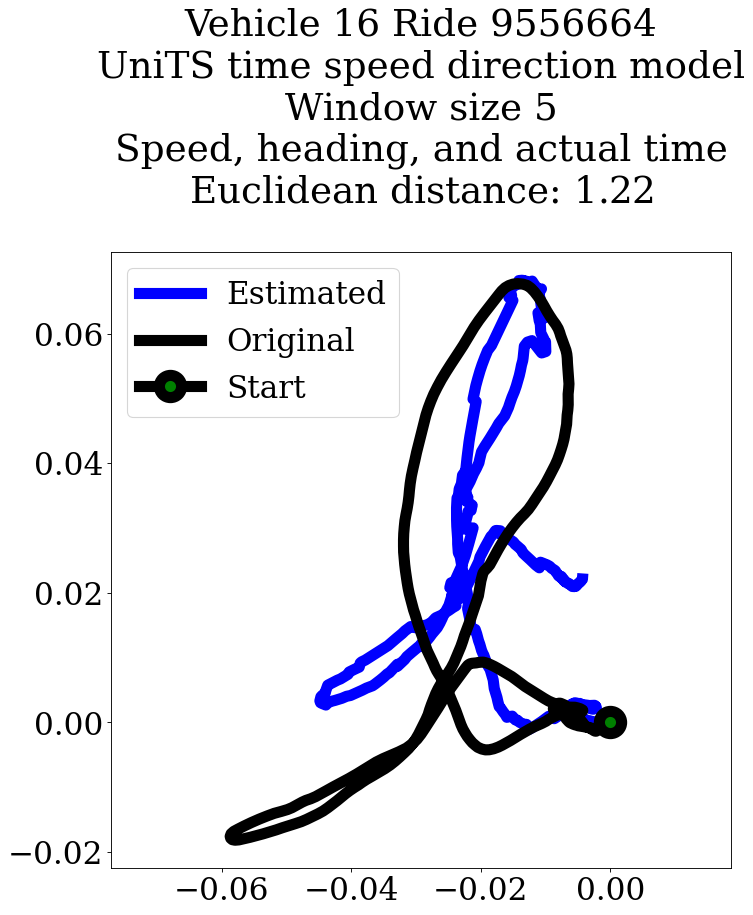 Vehicle 16 Ride 9556664
UniTS time speed direction model
Window size 5
Speed, heading, and actual time
Euclidean distance: 1.22
Estimated
Original
Start
0.06
0.04
0.02
0.00
−0.02
−0.06 −0.04 −0.02 0.00